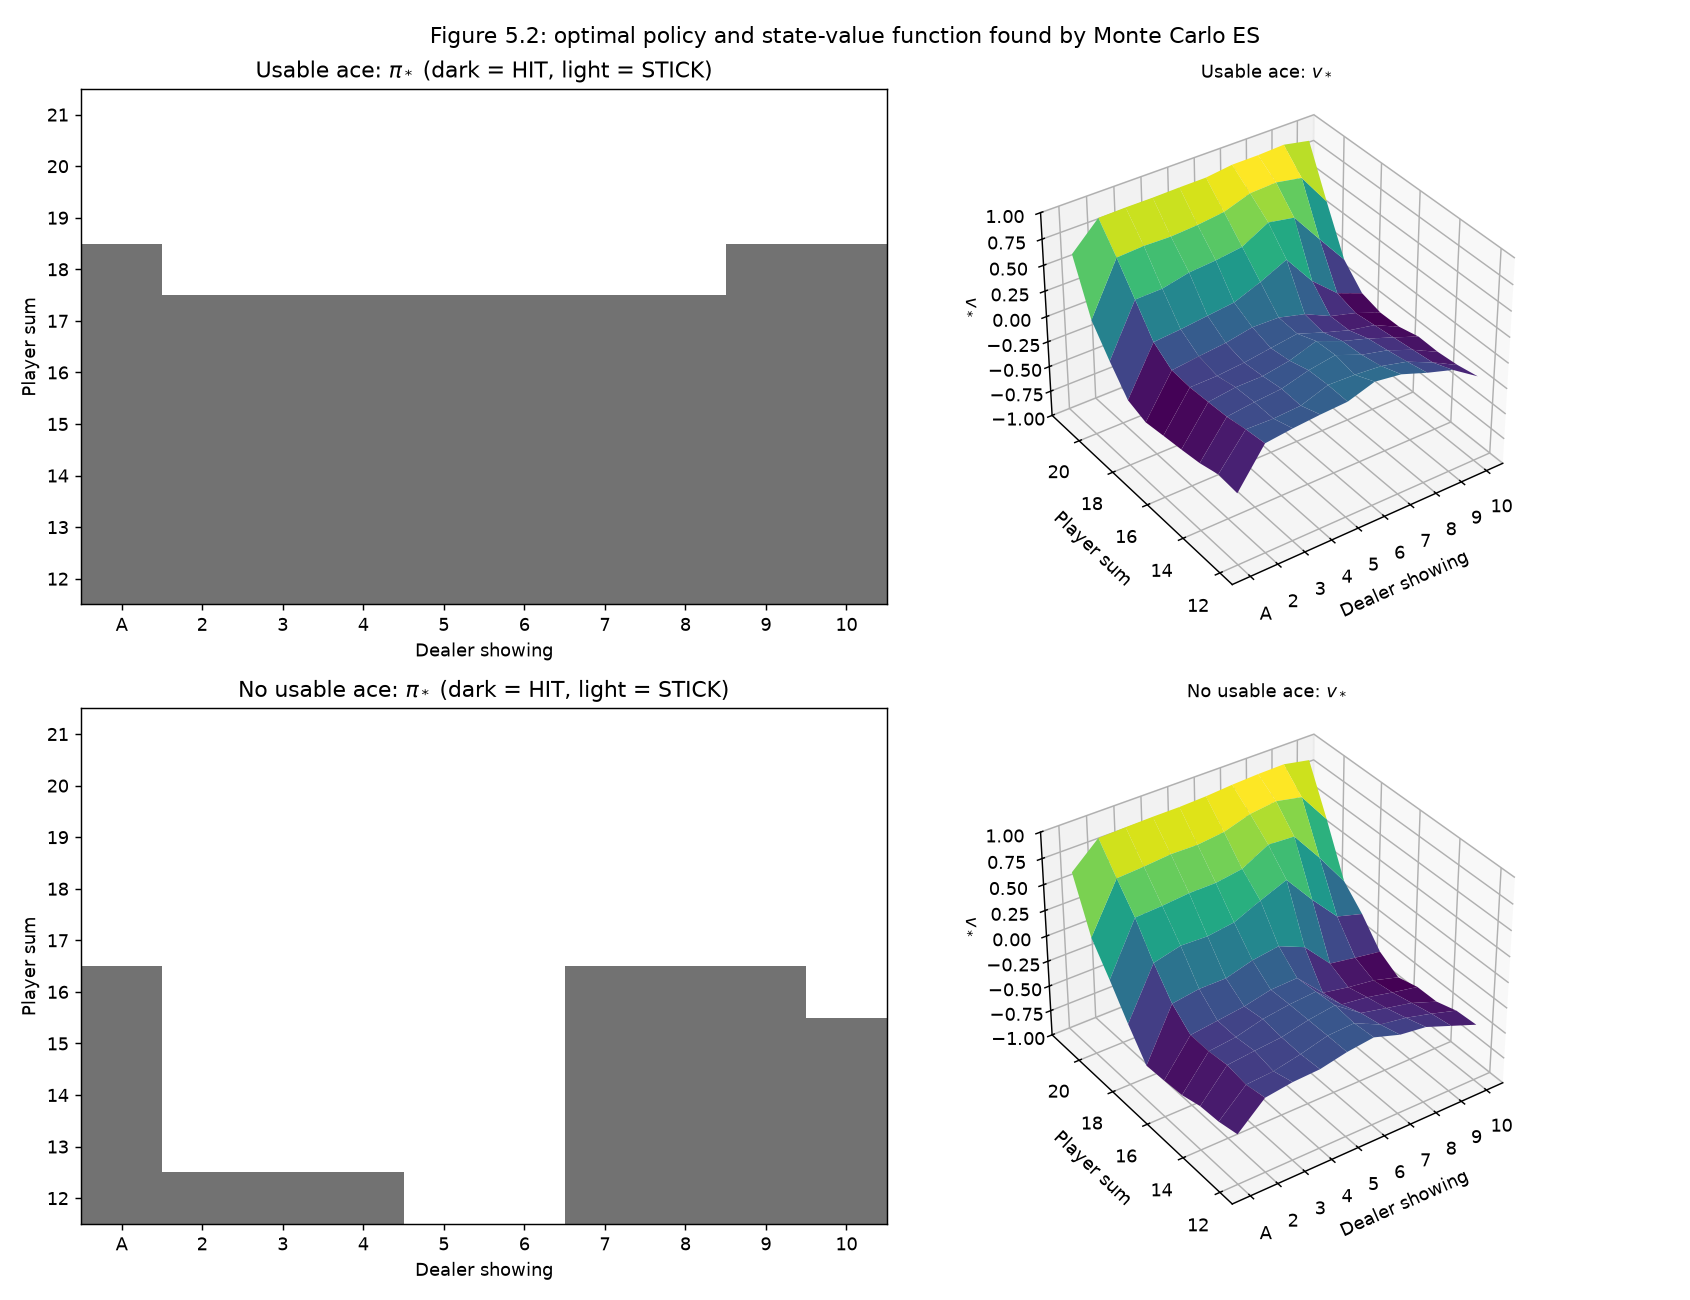 Figure 5.2: optimal policy and state-value function found by Monte Carlo ES
Usable ace: π* (dark = HIT, light = STICK)
21
20
19
18
17
16
15
14
13
12
Player sum
A 2 3 4 5 6 7 8 9 10
Dealer showing
Usable ace: v*
1.00
0.75
0.50
0.25
0.00
−0.25
−0.50
−0.75
−1.00
v*
20
18
16
14
12
Player sum
A 2 3 4 5 6 7 8 9 10
Dealer showing
No usable ace: π* (dark = HIT, light = STICK)
21
20
19
18
17
16
15
14
13
12
Player sum
A 2 3 4 5 6 7 8 9 10
Dealer showing
No usable ace: v*
1.00
0.75
0.50
0.25
0.00
−0.25
−0.50
−0.75
−1.00
v*
20
18
16
14
12
Player sum
A 2 3 4 5 6 7 8 9 10
Dealer showing